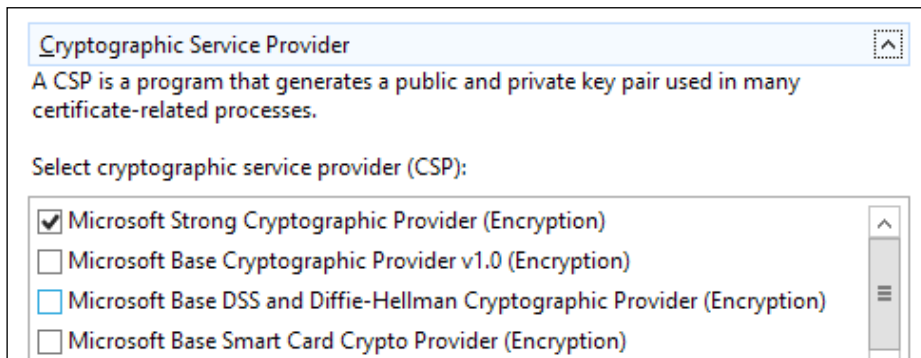 Cryptographic Service Provider
A CSP is a program that generates a public and private key pair used in many
certificate-related processes.
Select cryptographic service provider (CSP):
Microsoft Strong Cryptographic Provider (Encryption)
Microsoft Base Cryptographic Provider v1.0 (Encryption)
Microsoft Base DSS and Diffie-Hellman Cryptographic Provider (Encryption)
Microsoft Base Smart Card Crypto Provider (Encryption)